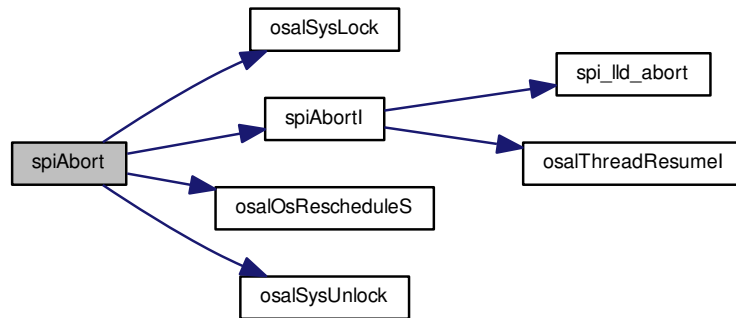 osalSysLock
spi_lld_abort
spiAbortI
spiAbort
osalThreadResumeI
osalOsRescheduleS
osalSysUnlock